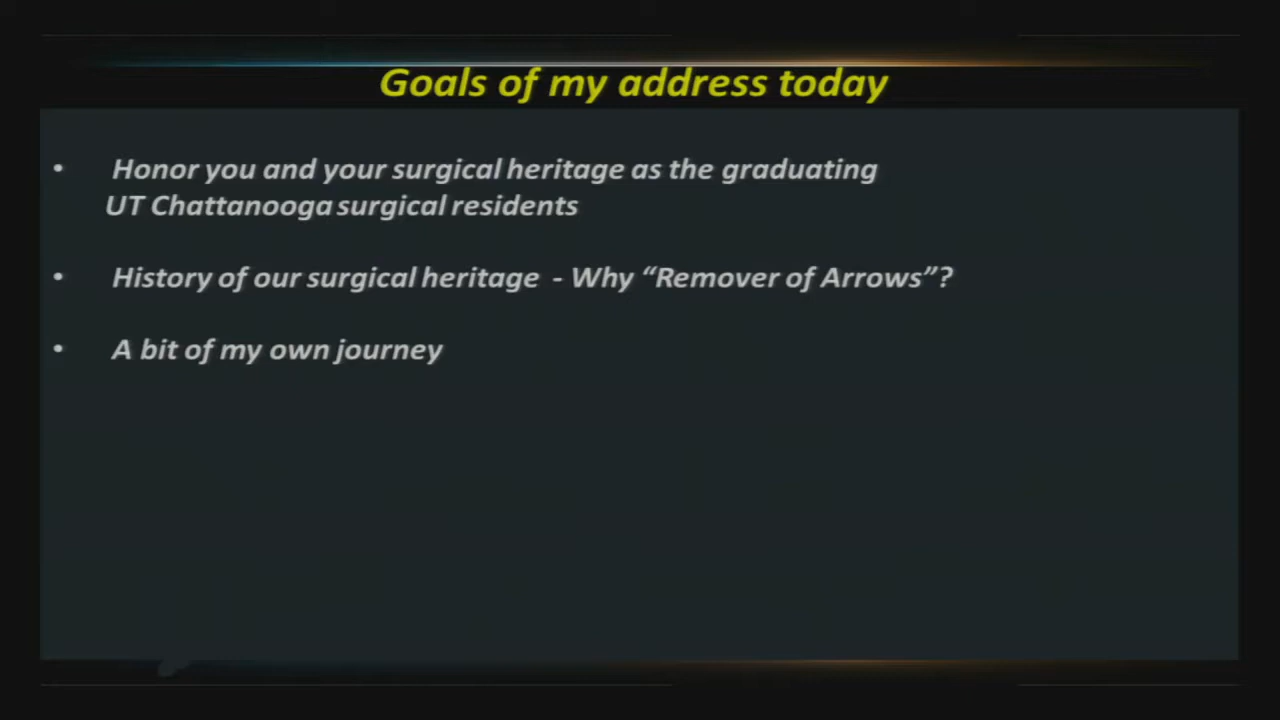 Goals of my address today
• Honor you and your surgical heritage as the graduating
UT Chattanooga surgical residents
• History of our surgical heritage - Why “Remover of Arrows”?
• A bit of my own journey